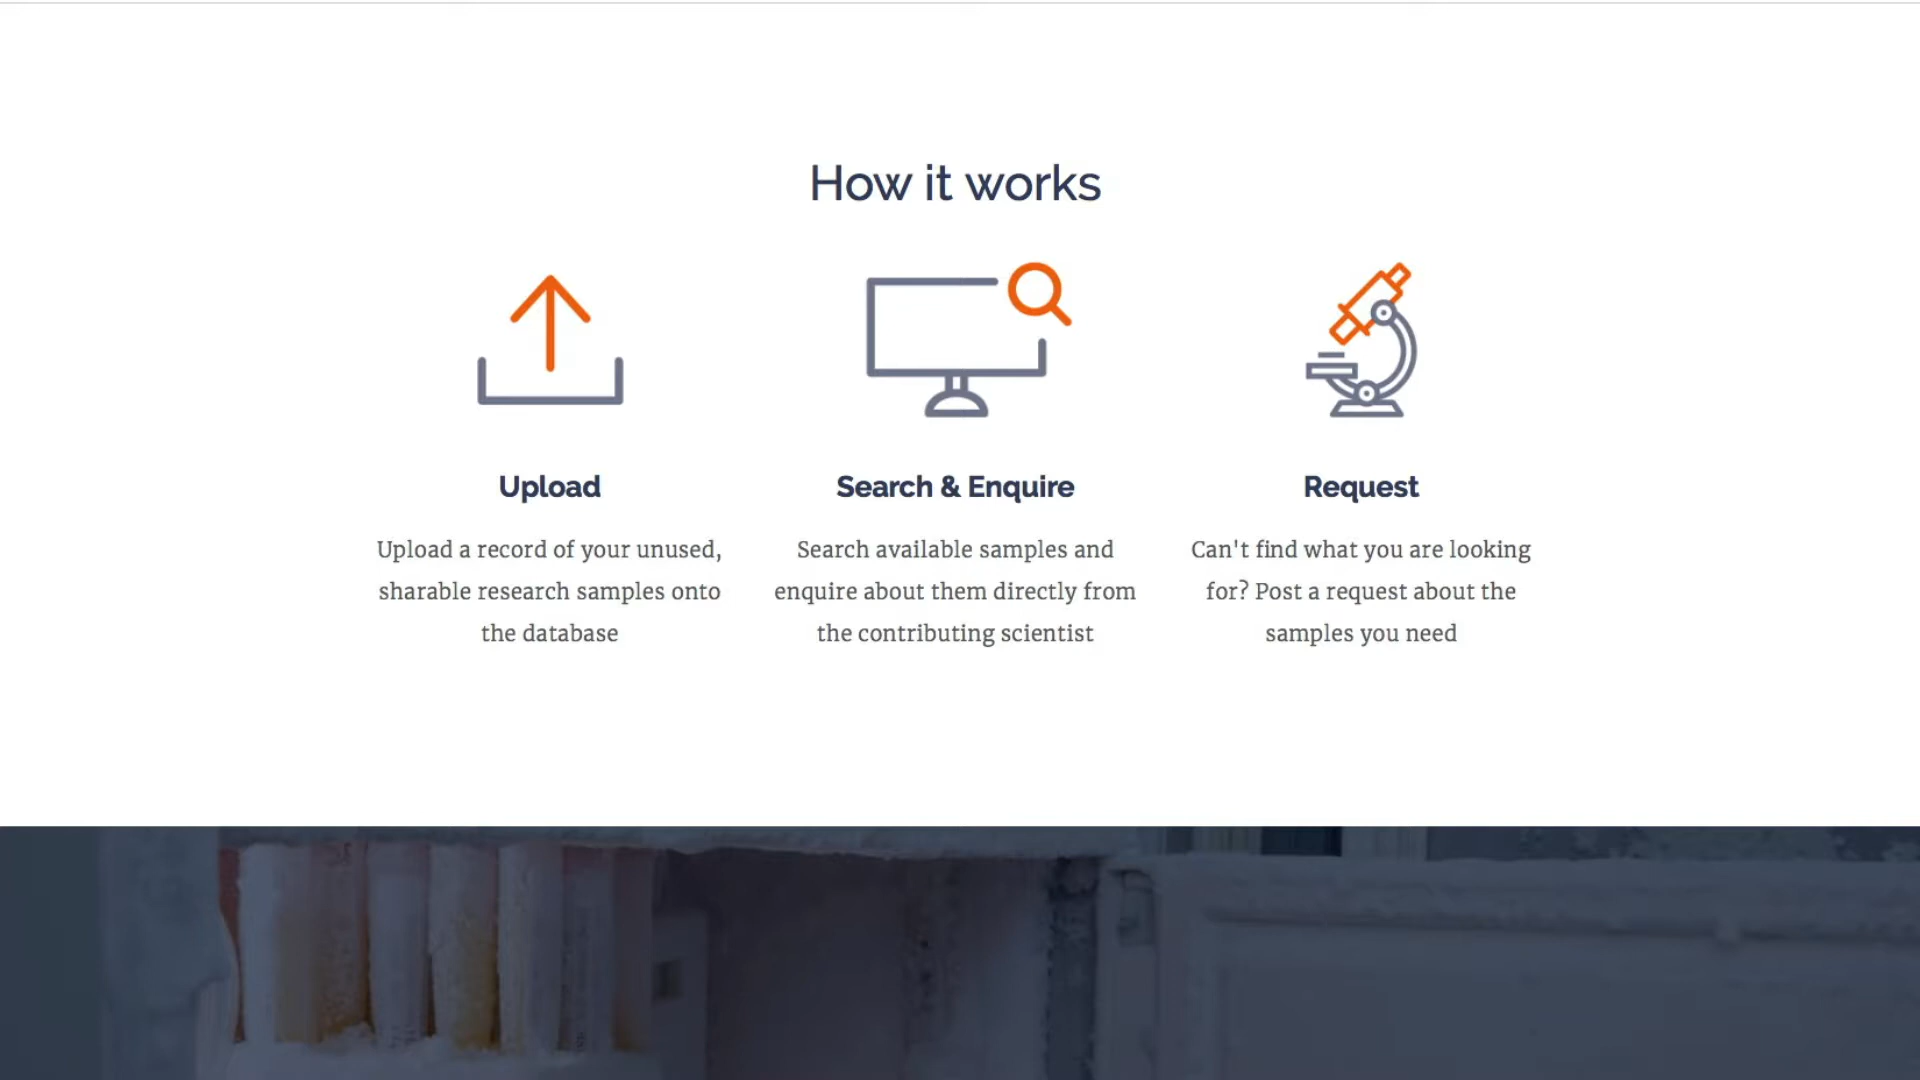 How it works
Upload
Upload a record of your unused,
sharable research samples onto
the database
Search & Enquire
Search available samples and
enquire about them directly from
the contributing scientist
Request
Can't find what you are looking
for? Post a request about the
samples you need